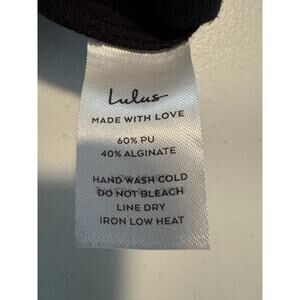 Lulus
MADE WITH LOVE
60% PU
40% ALGINATE
HAND WASH COLD
DO NOT BLEACH
LINE DRY
IRON LOW HEAT